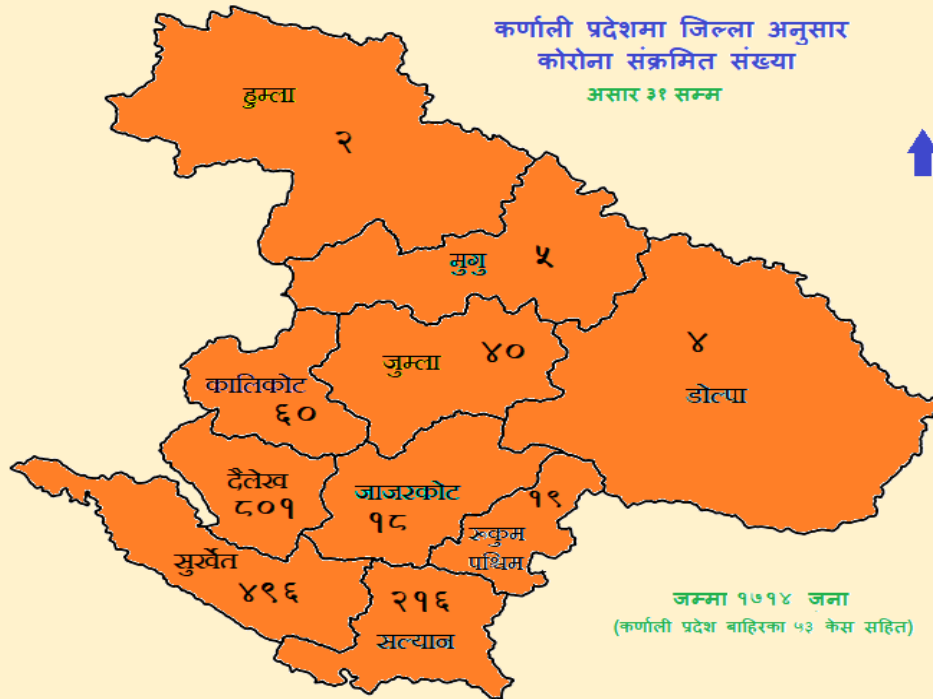 कर्णाली प्रदेशमा जिल्ला अनुसार
कोरोना संक्रमित संख्या
असार ३१ सम्म
हुम्ला
२
मुगु ५
जुम्ला ४०
४
डोल्पा
कालिकोट
६०
दैलेख
८०१
जाजरकोट
१८
१९
रूकुम
पश्चिम
सुर्खेत
४९६
२१६
सल्यान
जम्मा १७१४ जना
(कर्णाली प्रदेश बाहिरका ५३ केस सहित)